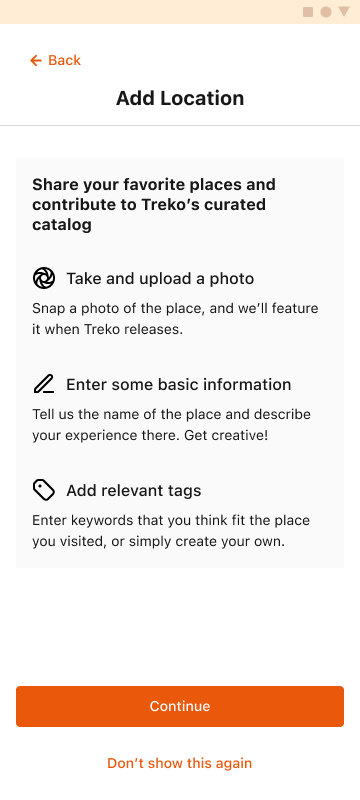 Back
Add Location
Share your favorite places and
contribute to Treko’s curated
catalog
Take and upload a photo
Snap a photo of the place, and we’ll feature
it when Treko releases.
Enter some basic information
Tell us the name of the place and describe
your experience there. Get creative!
Add relevant tags
Enter keywords that you think fit the place
you visited, or simply create your own.
Continue
Don’t show this again